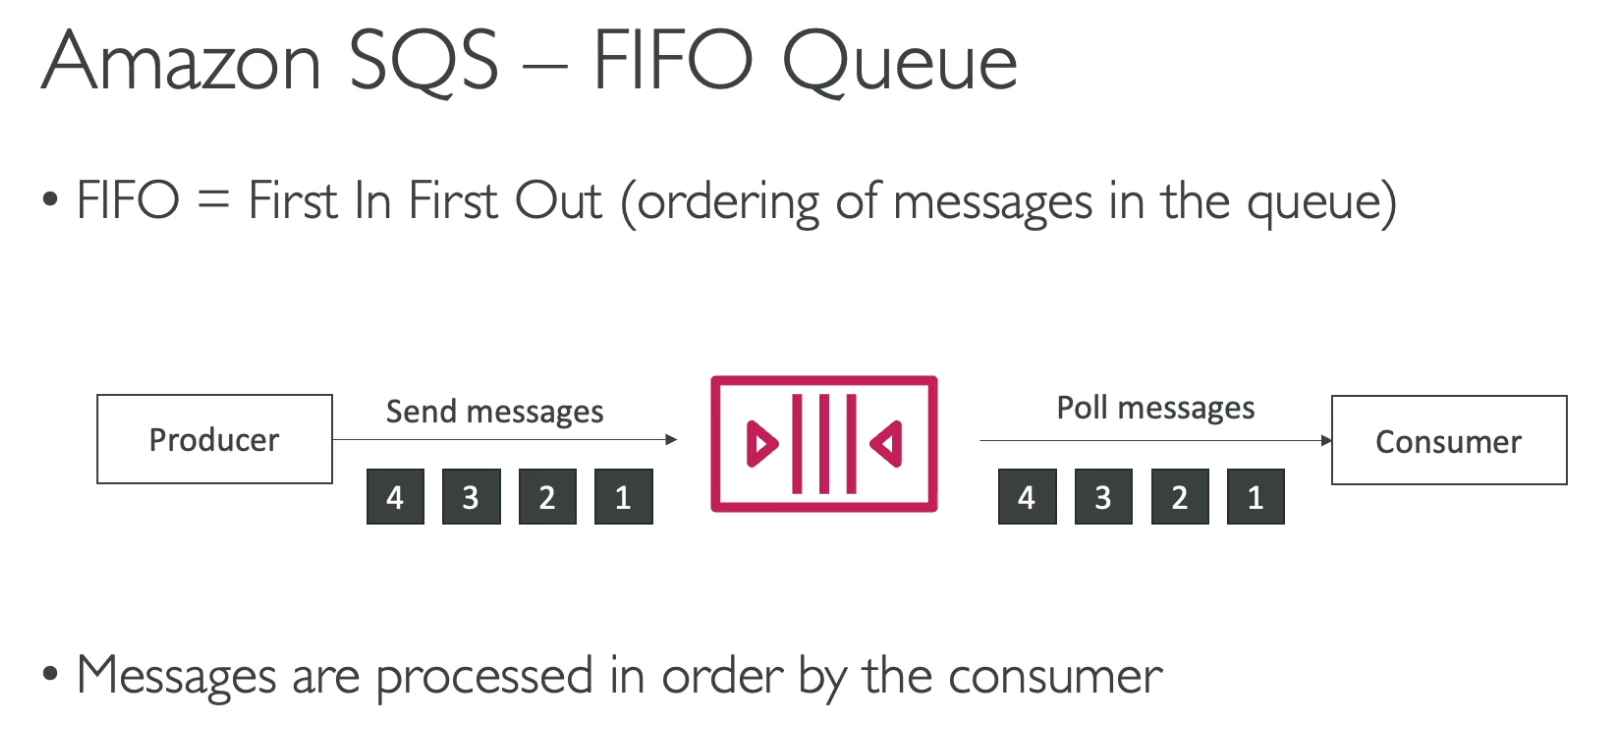 Amazon SQS – FIFO Queue
• FIFO = First In First Out (ordering of messages in the queue)
Producer
Send messages
4 3 2 1
Poll messages
4 3 2 1
Consumer
• Messages are processed in order by the consumer